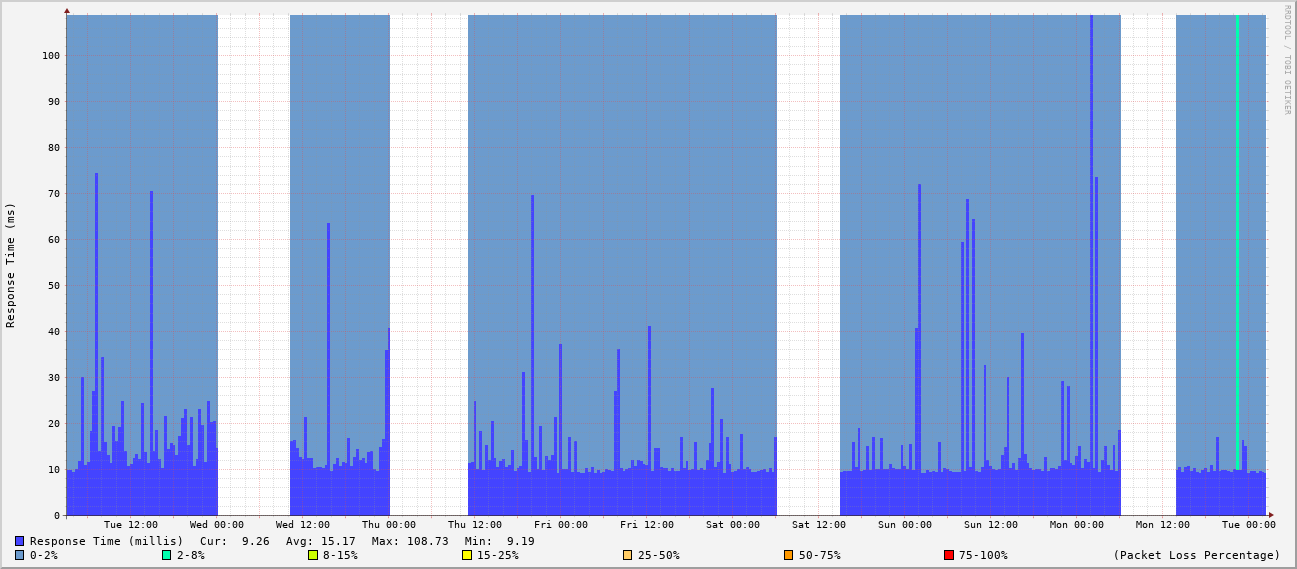 RRDTOOL / TOBI OETIKER
Response Time (ms)
100
90
80
70
60
50
40
30
20
10
0
Tue 12:00 Wed 00:00 Wed 12:00 Thu 00:00 Thu 12:00 Fri 00:00 Fri 12:00 Sat 00:00 Sat 12:00 Sun 00:00 Sun 12:00 Mon 00:00 Mon 12:00 Tue 00:00
Response Time (millis) Cur: 9.26 Avg: 15.17 Max: 108.73 Min: 9.19
0-2% 2-8% 8-15% 15-25% 25-50% 50-75% 75-100% (Packet Loss Percentage)